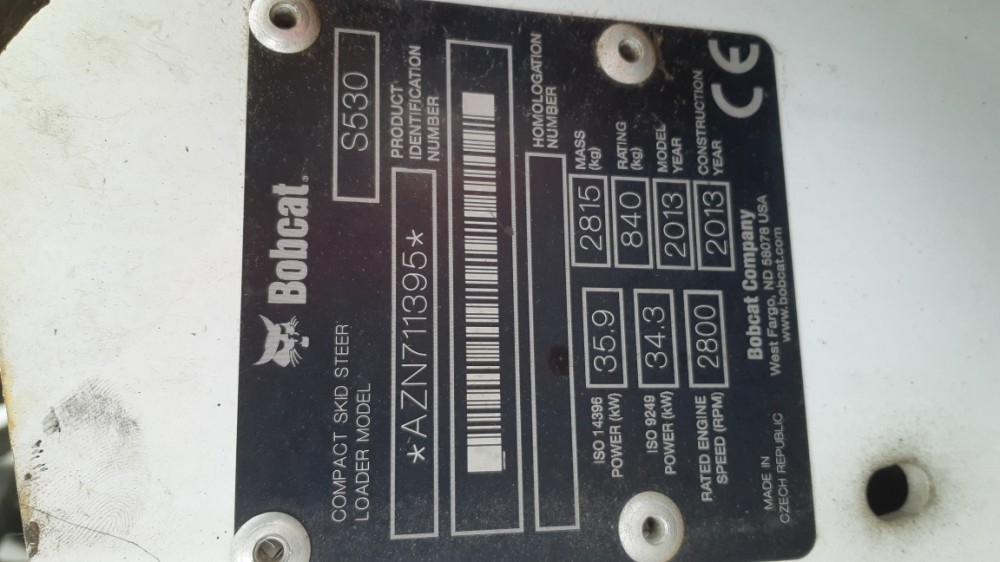 Bobcat.
COMPACT SKID STEER
LOADER MODEL
S530
PRODUCT
IDENTIFICATION
NUMBER
*AZN711395*
HOMOLOGATION
NUMBER
ISO 14396
POWER (kW)
35.9
2815
MASS
(kg)
ISO 9249
POWER (kW)
34.3
840
RATING
(kg)
RATED ENGINE
SPEED (RPM)
2800
2013
MODEL
YEAR
2013
CONSTRUCTION
YEAR
MADE IN
CZECH REPUBLIC
Bobcat Company
West Fargo, ND 58078 USA
www.bobcat.com
CE